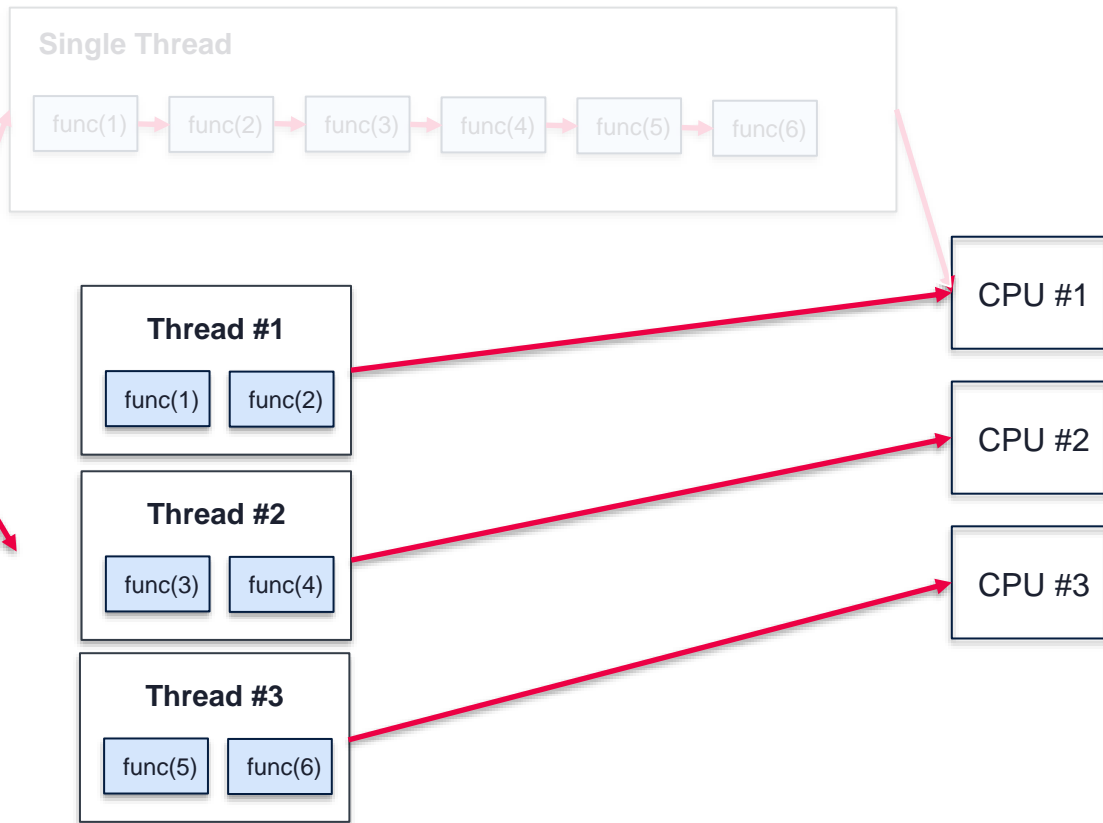 Single Thread
func(1) func(2) func(3) func(4) func(5) func(6)
CPU #1
Thread #1
func(1) func(2)
CPU #2
Thread #2
func(3) func(4)
CPU #3
Thread #3
func(5) func(6)